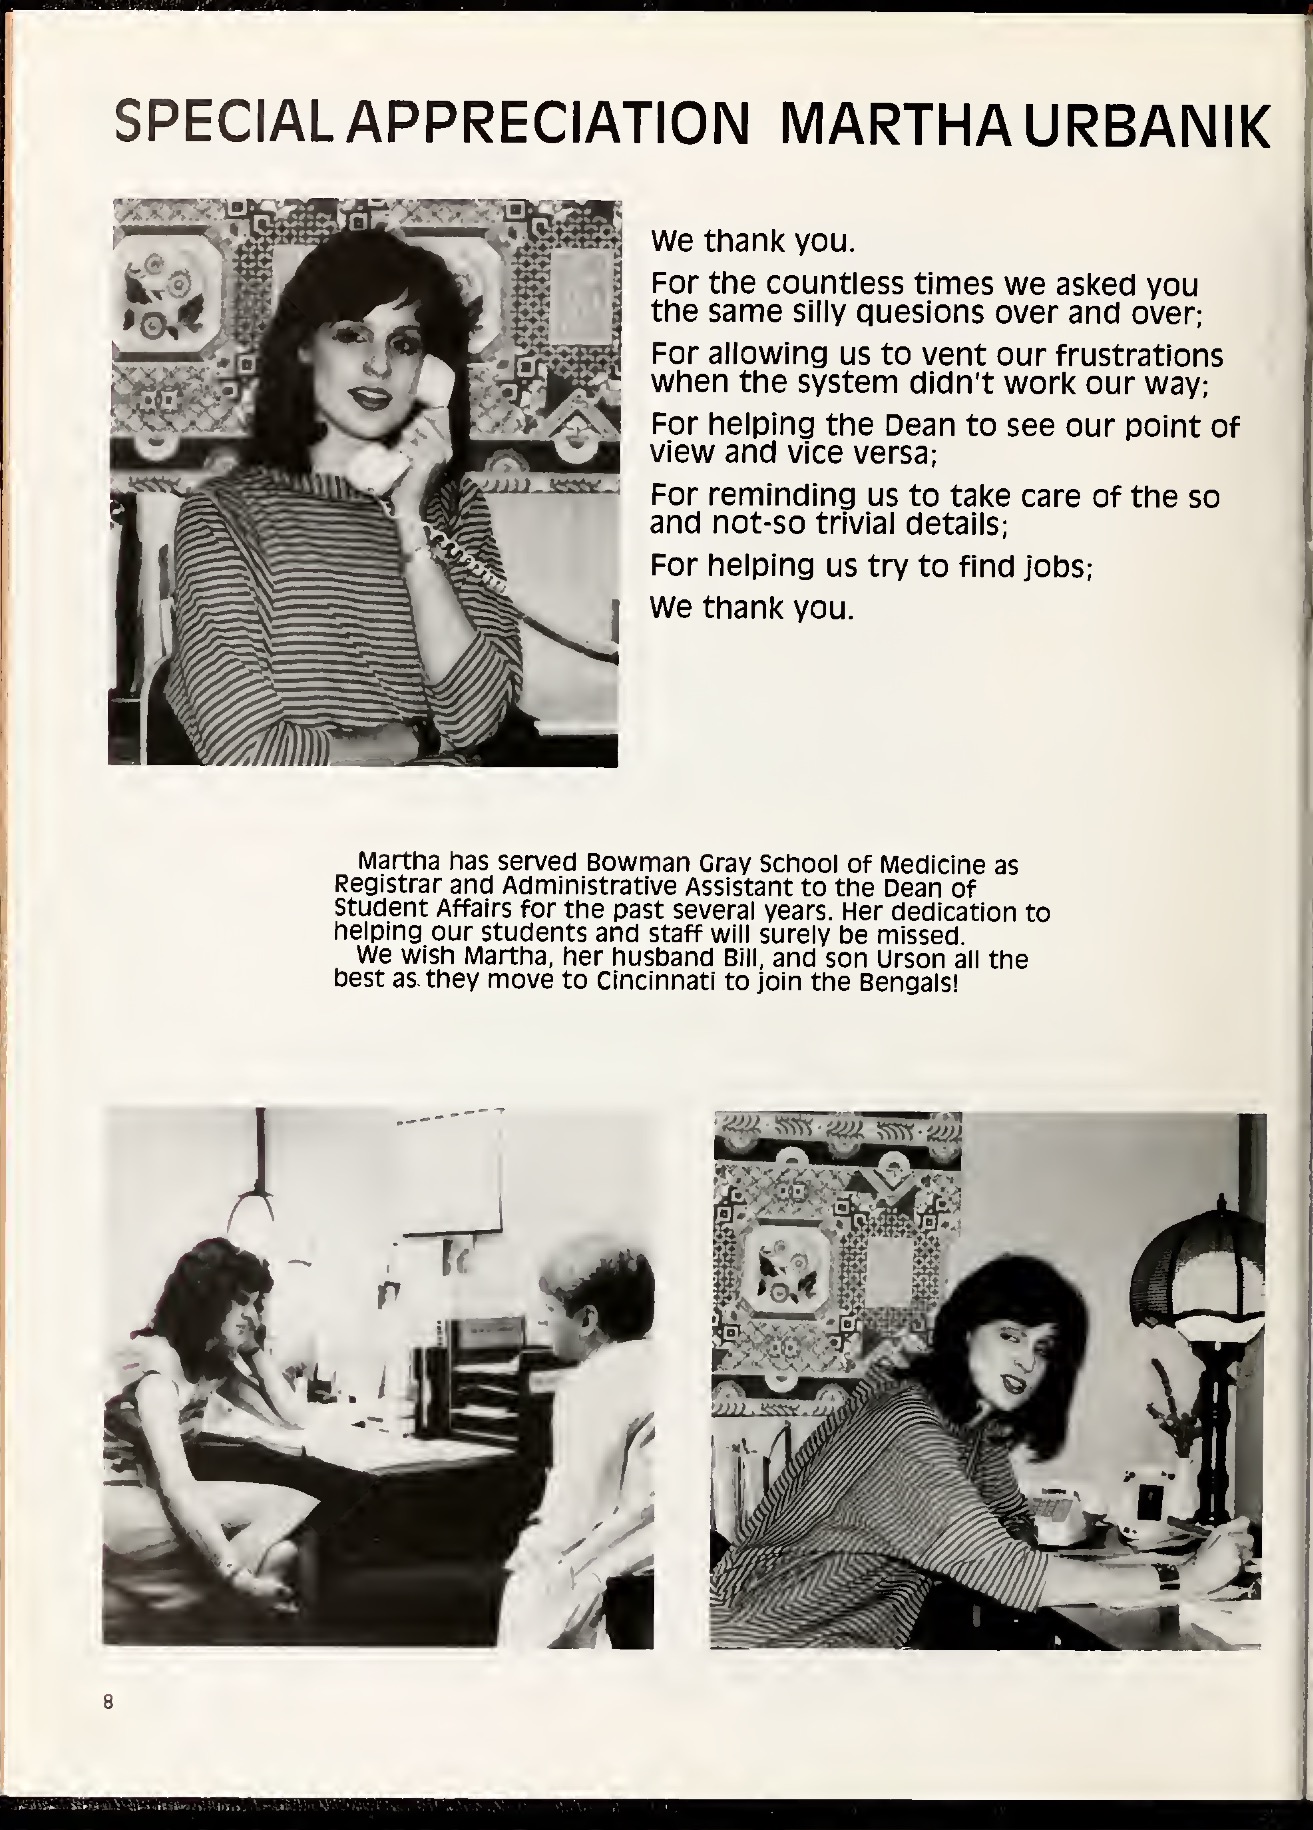 SPECIAL APPRECIATION MARTHA URBANIK
We thank you.
For the countless times we asked you
the same silly quesions over and over;
For allowing us to vent our frustrations
when the system didn't work our way;
For helping the Dean to see our point of
view and vice versa;
For reminding us to take care of the so
and not-so trivial details;
For helping us try to find jobs;
We thank you.
Martha has served Bowman Gray School of Medicine as
Registrar and Administrative Assistant to the Dean of
Student Affairs for the past several years. Her dedication to
helping our students and staff will surely be missed.
We wish Martha, her husband Bill, and son Urson all the
best as they move to Cincinnati to join the Bengals!
8